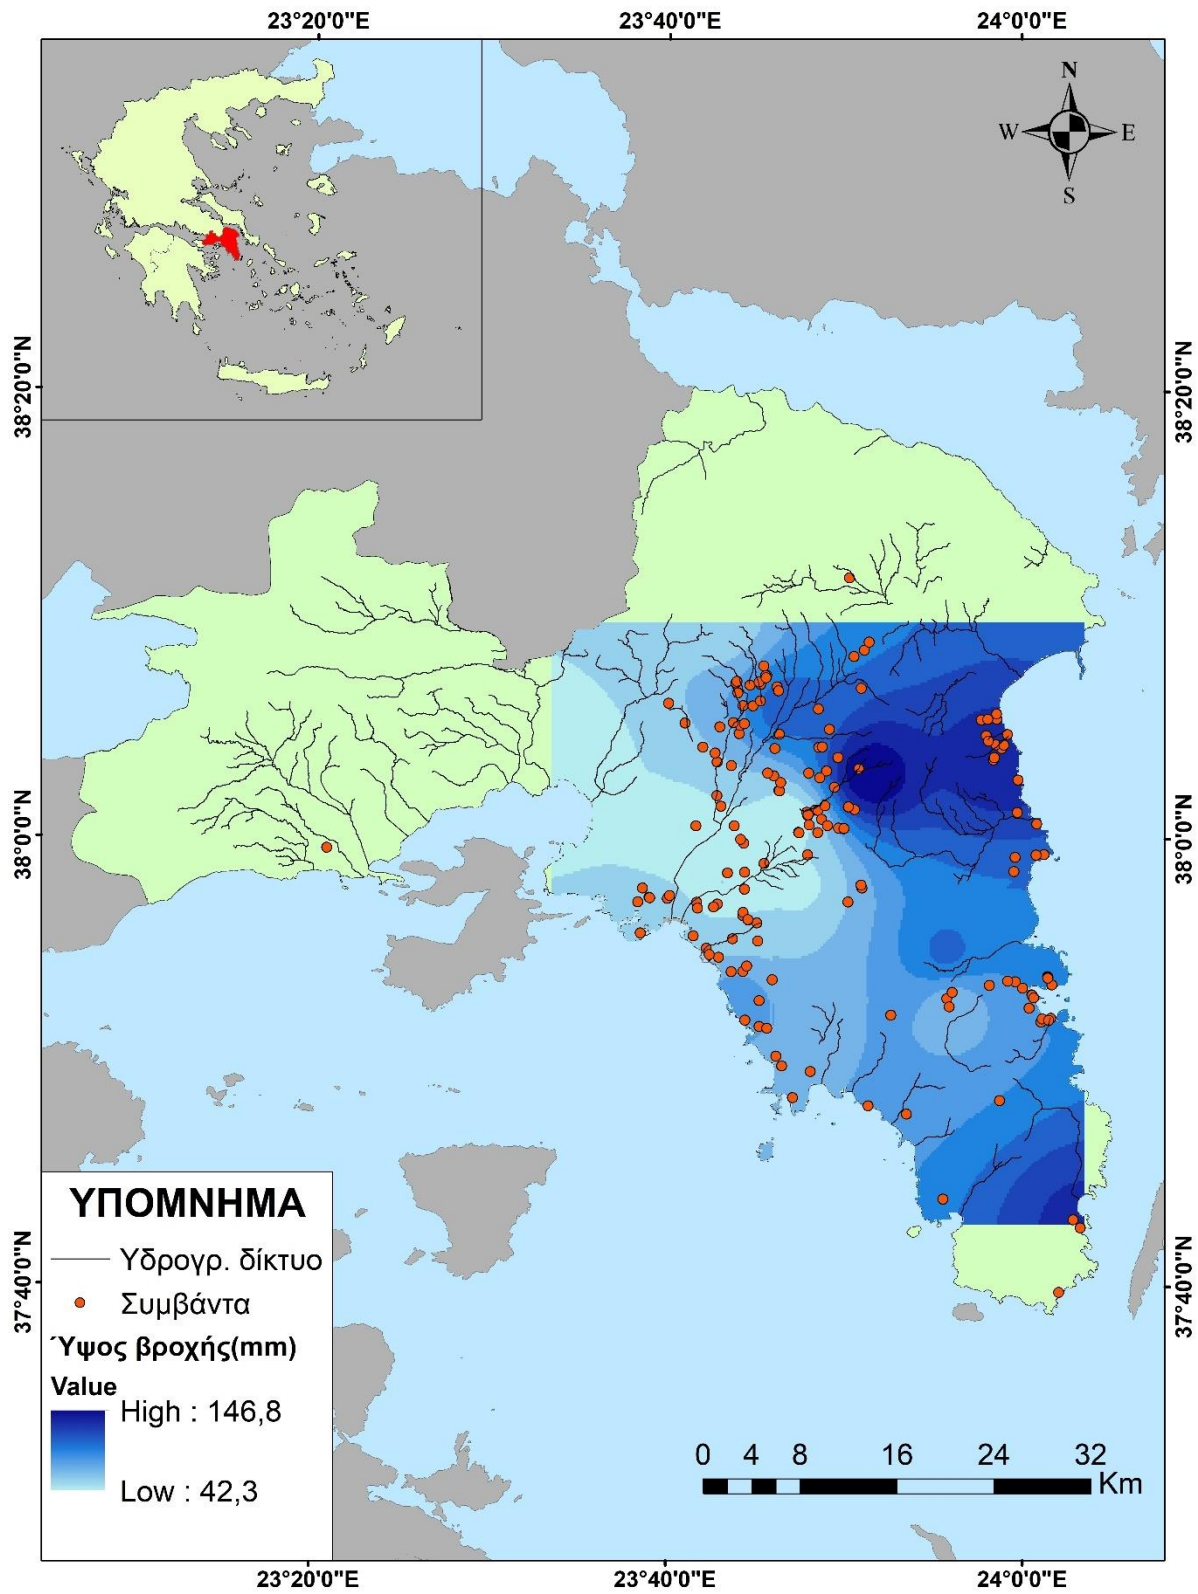 23°20'0"E 23°40'0"E 24°0'0"E
N
W E
S
38°20'0"N 38°20'0"N
38°0'0"N 38°0'0"N
37°40'0"N 37°40'0"N
ΥΠΟΜΝΗΜΑ
Υδρογρ. δίκτυο
Συμβάντα
Ύψος βροχής(mm)
Value
High : 146,8
Low : 42,3
0 4 8 16 24 32
Km
23°20'0"E 23°40'0"E 24°0'0"E